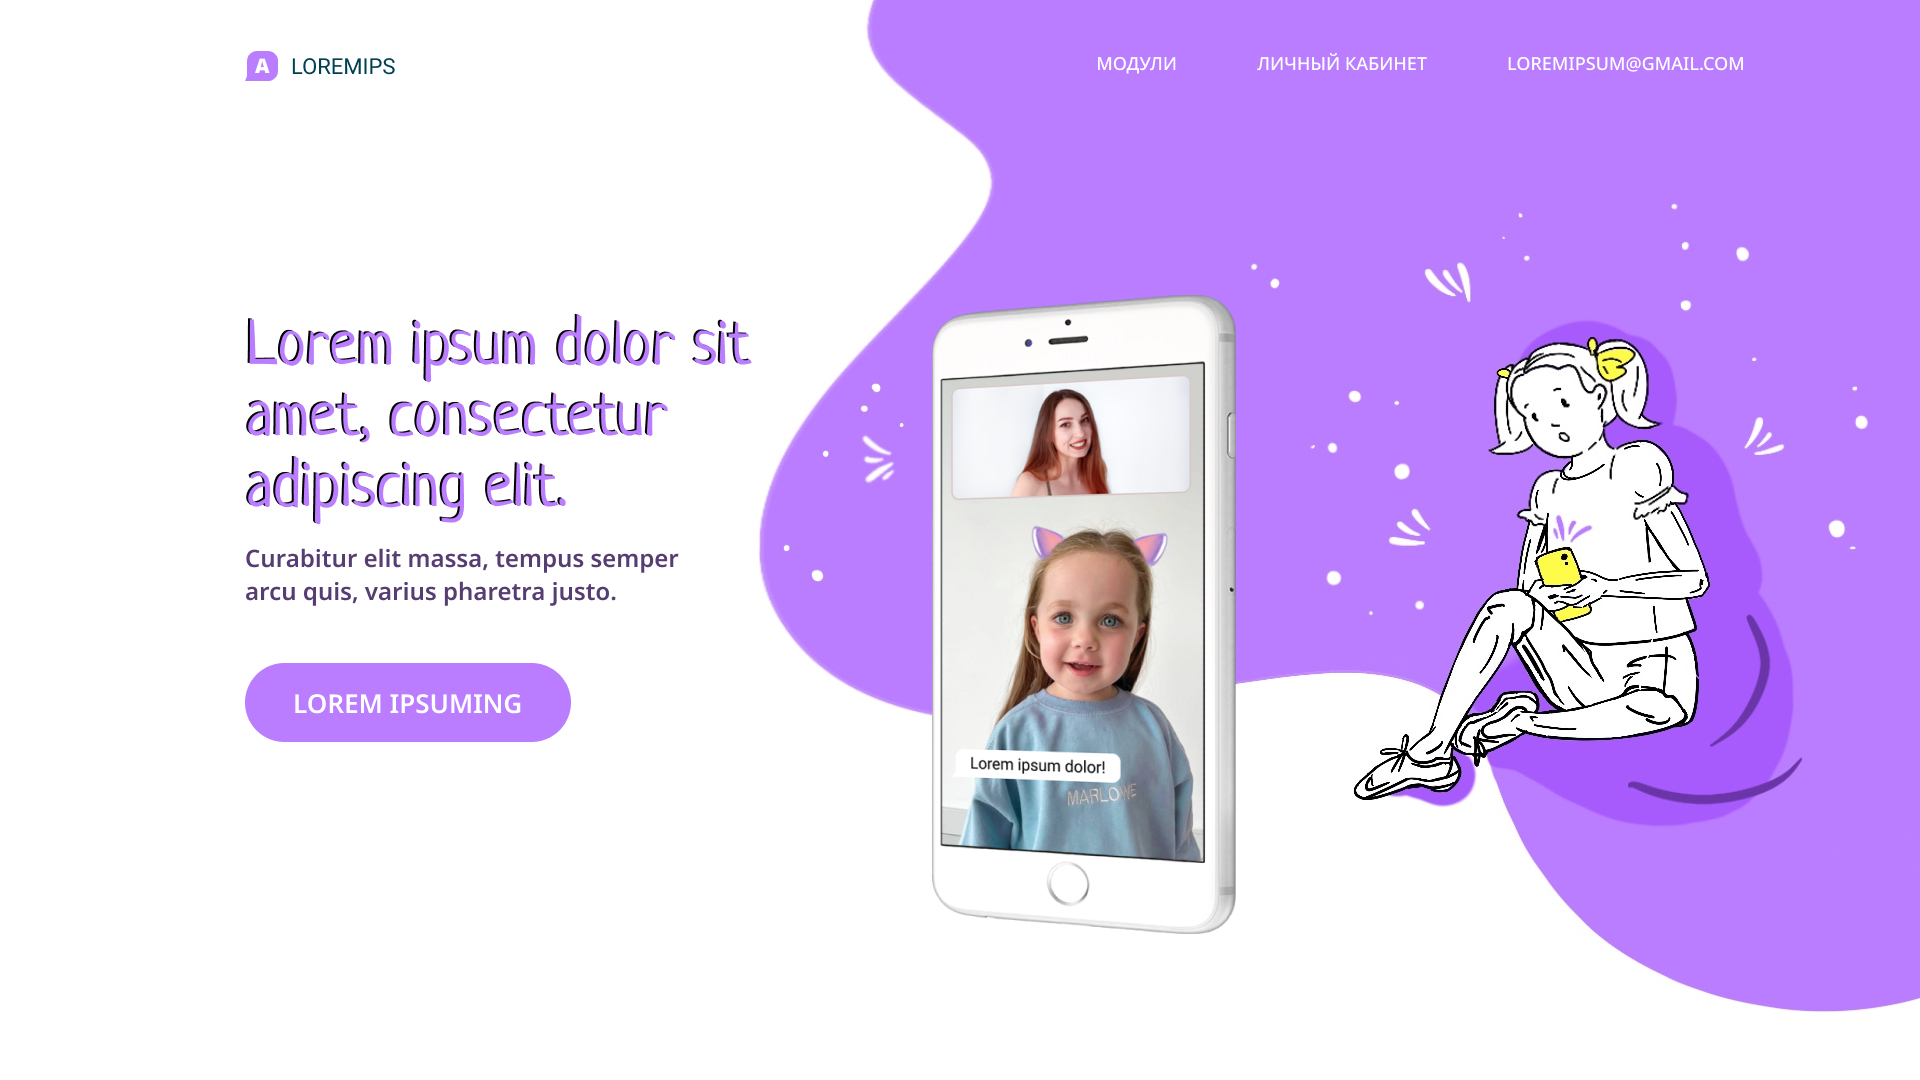 A LOREMIPS
МОДУЛИ
ЛИЧНЫЙ КАБИНЕТ
LOREMIPSUM@GMAIL.COM
Lorem ipsum dolor sit
amet, consectetur
adipiscing elit.
Curabitur elit massa, tempus semper
arcu quis, varius pharetra justo.
LOREM IPSUMING
Lorem ipsum dolor!
MARLOWE